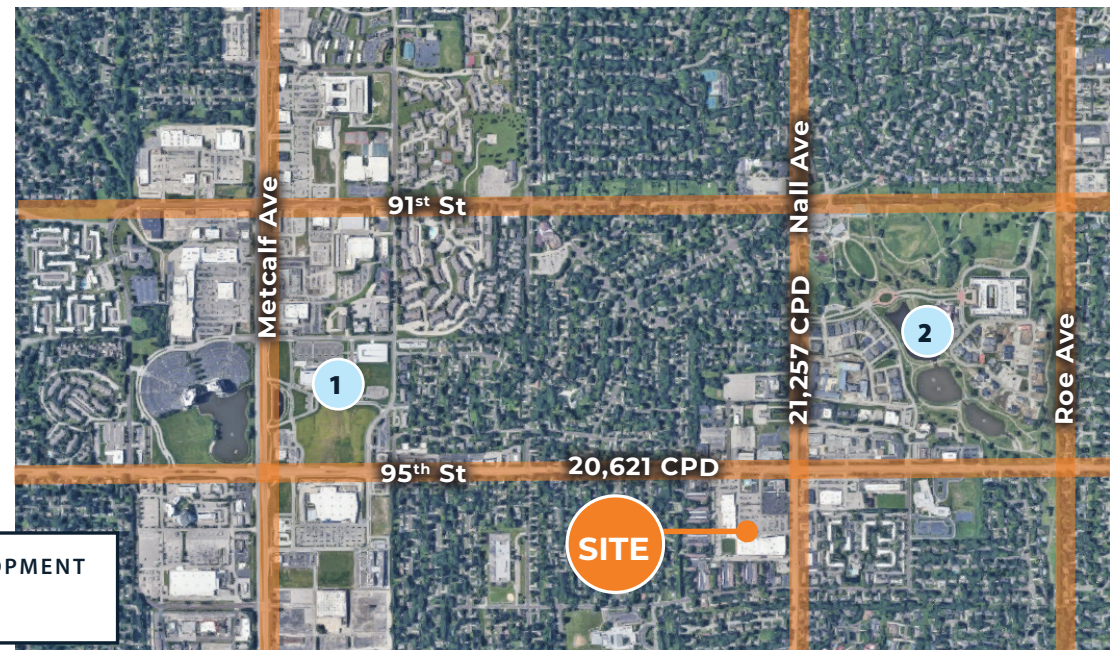 91st St
Metcalf Ave
Nall Ave
21,257 CPD
Roe Ave
1
2
95th St
20,621 CPD
SITE
OPMENT